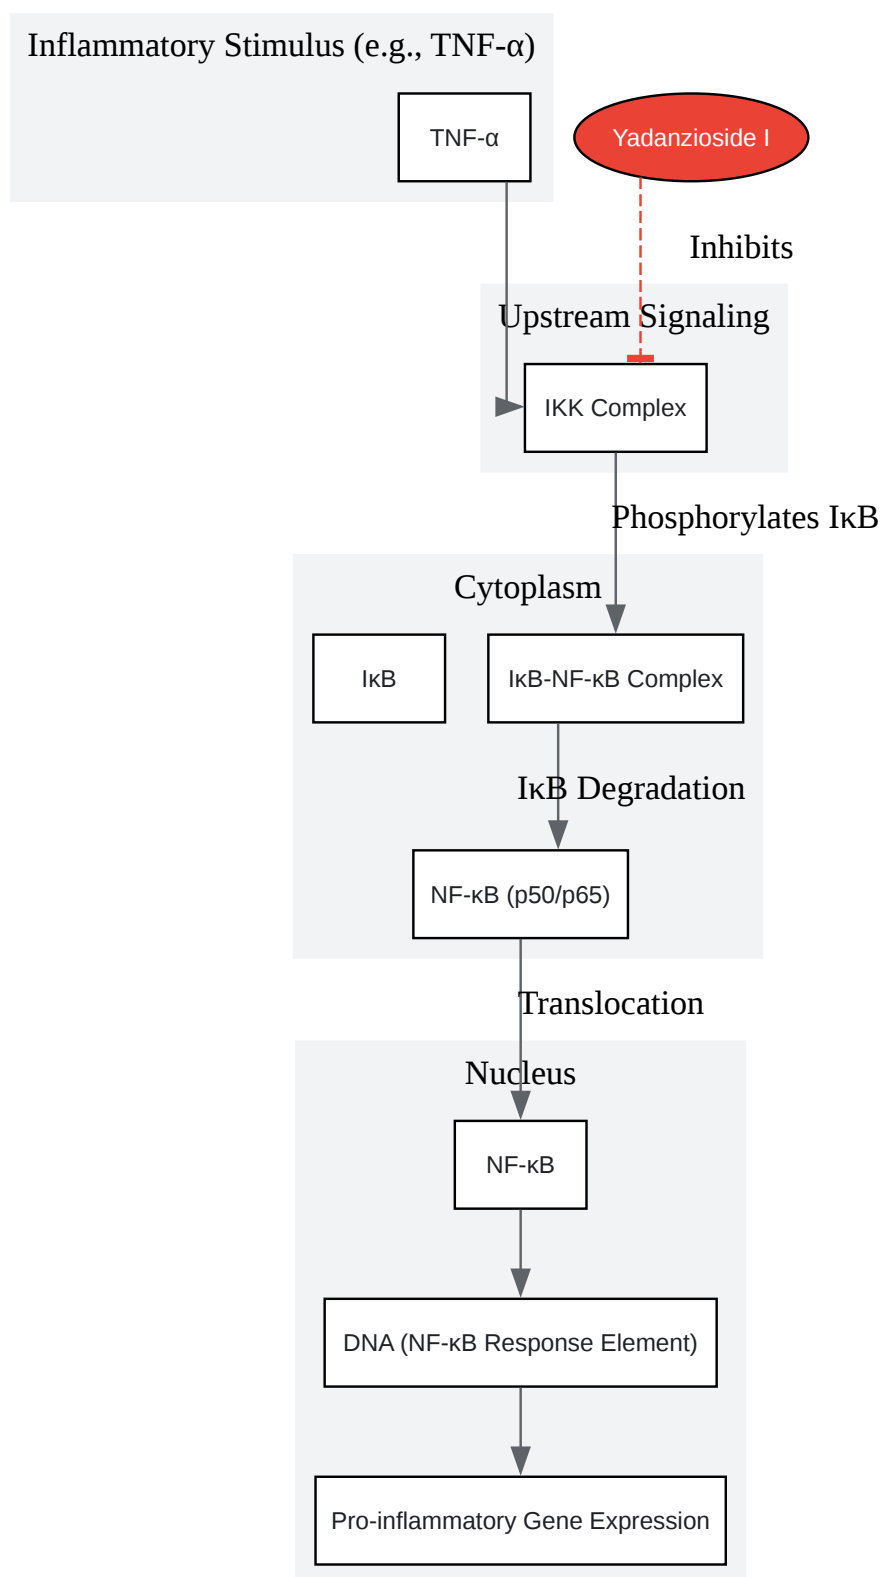 Inflammatory Stimulus (e.g., TNF-α)
TNF-α
Yadanzioside I
Inhibits
Upstream Signaling
IKK Complex
Phosphorylates IκB
Cytoplasm
IκB
IκB-NF-κB Complex
IκB Degradation
NF-κB (p50/p65)
Translocation
Nucleus
NF-κB
DNA (NF-κB Response Element)
Pro-inflammatory Gene Expression